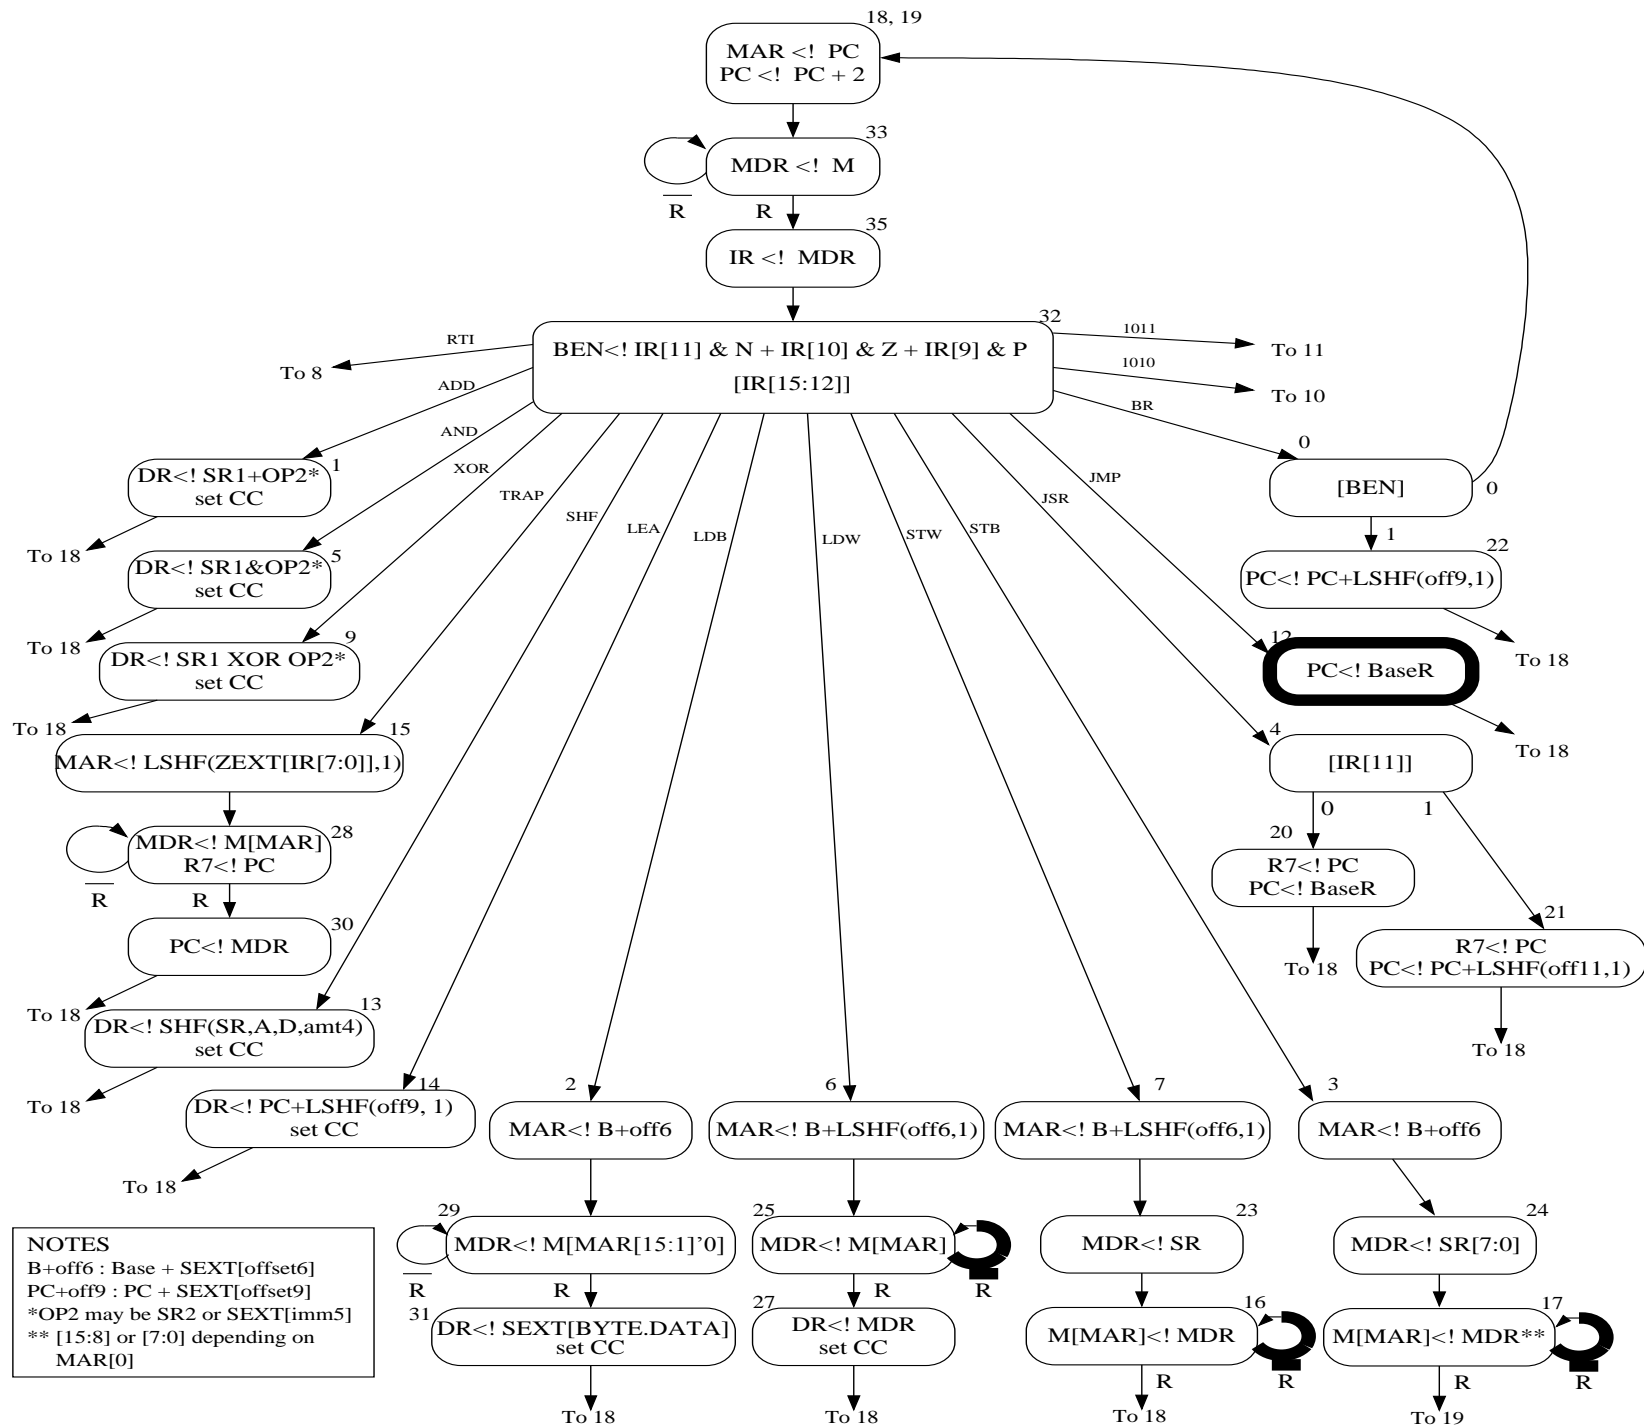 18, 19
MAR <! PC
PC <! PC + 2
33
MDR <! M
R
R
35
IR <! MDR
32
BEN<! IR[11] & N + IR[10] & Z + IR[9] & P
[IR[15:12]]
RTI
To 8
1011
To 11
1010
To 10
ADD
AND
XOR
TRAP
SHF
LEA
LDB
LDW
STW
STB
JSR
JMP
BR
0
[BEN]
0
1
22
PC<! PC+LSHF(off9,1)
To 18
1
DR<! SR1+OP2*
set CC
To 18
5
DR<! SR1&OP2*
set CC
To 18
9
DR<! SR1 XOR OP2*
set CC
To 18
12
PC<! BaseR
To 18
15
MAR<! LSHF(ZEXT[IR[7:0]],1)
4
[IR[11]]
0
1
28
MDR<! M[MAR]
R7<! PC
R
R
20
R7<! PC
PC<! BaseR
To 18
30
PC<! MDR
To 18
21
R7<! PC
PC<! PC+LSHF(off11,1)
To 18
13
DR<! SHF(SR,A,D,amt4)
set CC
To 18
14
DR<! PC+LSHF(off9, 1)
set CC
To 18
2
MAR<! B+off6
6
MAR<! B+LSHF(off6,1)
7
MAR<! B+LSHF(off6,1)
3
MAR<! B+off6
29
MDR<! M[MAR[15:1]'0]
R
R
25
MDR<! M[MAR]
R
R
23
MDR<! SR
24
MDR<! SR[7:0]
31
DR<! SEXT[BYTE.DATA]
set CC
To 18
27
DR<! MDR
set CC
To 18
16
M[MAR]<! MDR
R
R
To 18
17
M[MAR]<! MDR**
R
R
To 19
NOTES
B+off6 : Base + SEXT[offset6]
PC+off9 : PC + SEXT[offset9]
*OP2 may be SR2 or SEXT[imm5]
** [15:8] or [7:0] depending on
MAR[0]